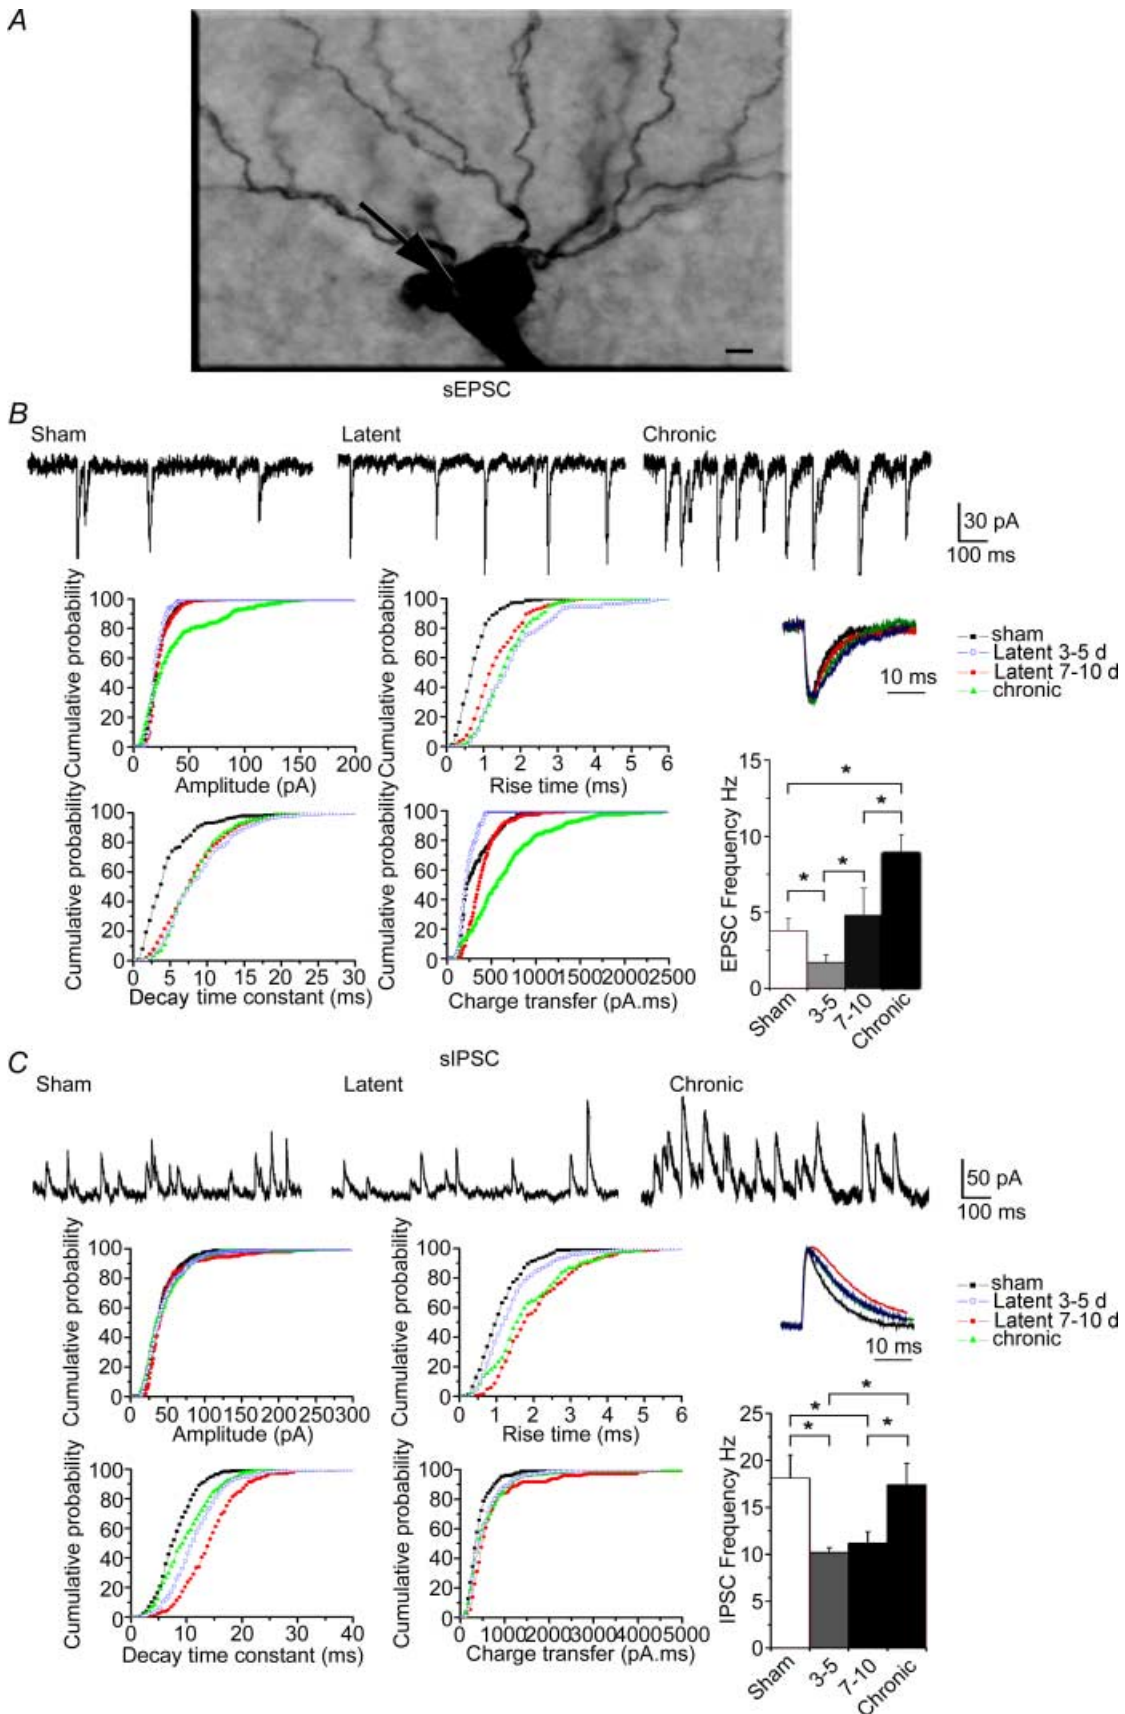 A
sEPSC
B
Sham
Latent
Chronic
30 pA
100 ms
Cumulative probability
100
80
60
40
20
0
0
50
100
150
200
Amplitude (pA)
Cumulative probability
100
80
60
40
20
0
0
1
2
3
4
5
6
Rise time (ms)
10 ms
sham
Latent 3-5 d
Latent 7-10 d
chronic
Cumulative probability
100
80
60
40
20
0
0
5
10
15
20
25
30
Decay time constant (ms)
Cumulative probability
100
80
60
40
20
0
0
500
1000
1500
2000
2500
Charge transfer (pA.ms)
EPSC Frequency Hz
15
10
5
0
*
*
*
*
Sham
3-5
7-10
Chronic
C
sIPSC
Sham
Latent
Chronic
50 pA
100 ms
Cumulative probability
100
80
60
40
20
0
0
50
100
150
200
250
300
Amplitude (pA)
Cumulative probability
100
80
60
40
20
0
0
1
2
3
4
5
6
Rise time (ms)
10 ms
sham
Latent 3-5 d
Latent 7-10 d
chronic
Cumulative probability
100
80
60
40
20
0
0
10
20
30
40
Decay time constant (ms)
Cumulative probability
100
80
60
40
20
0
0
1000
2000
3000
4000
5000
Charge transfer (pA.ms)
IPSC Frequency Hz
25
20
15
10
5
0
*
*
*
*
Sham
3-5
7-10
Chronic